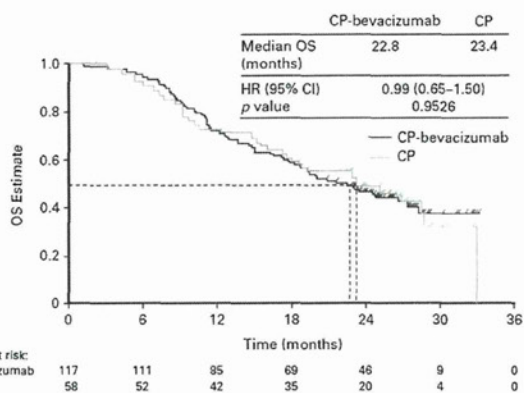 CP-bevacizumab CP
Median OS (months) 22.8 23.4
HR (95% CI) 0.99 (0.65–1.50)
p value 0.9526
CP-bevacizumab
CP
OS Estimate
1.0
0.8
0.6
0.4
0.2
0
0 6 12 18 24 30 36
Time (months)
t risk:
zumab 117 111 85 69 46 9 0
58 52 42 35 20 4 0